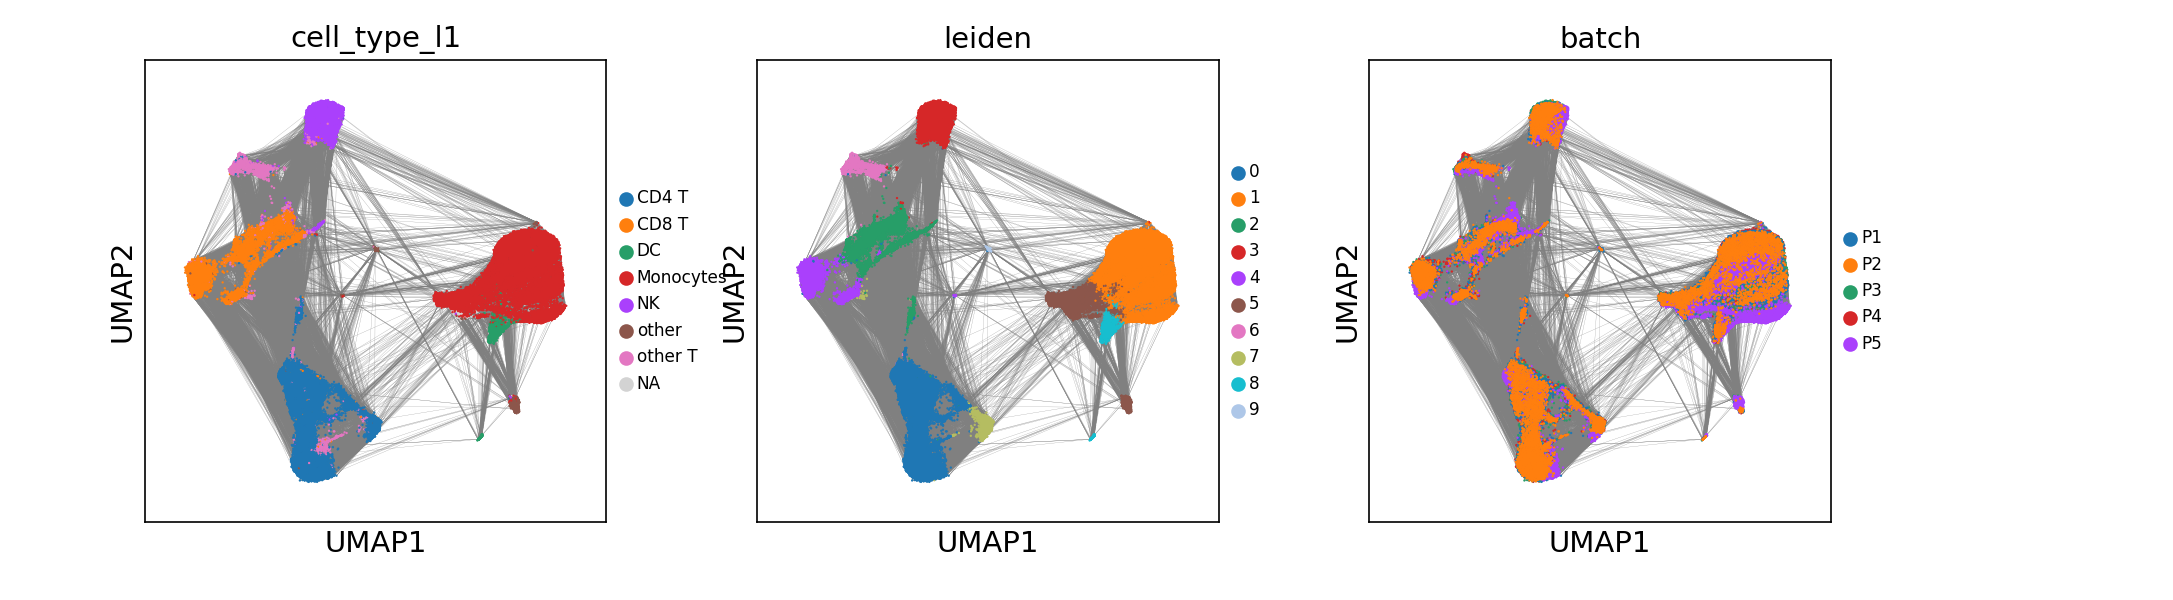 cell_type_l1
UMAP2
UMAP1
CD4 T
CD8 T
DC
Monocytes
NK
other
other T
NA
leiden
UMAP2
UMAP1
0
1
2
3
4
5
6
7
8
9
batch
UMAP2
UMAP1
P1
P2
P3
P4
P5